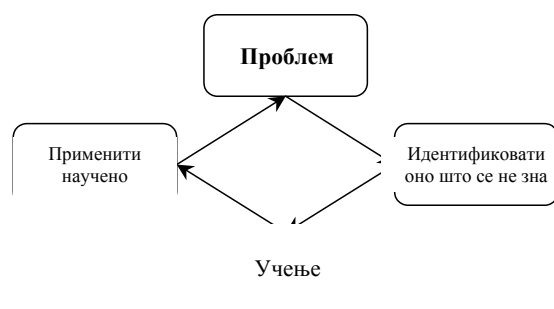 Проблем
Применити
научено
Идентификовати
оно што се не зна
Учење